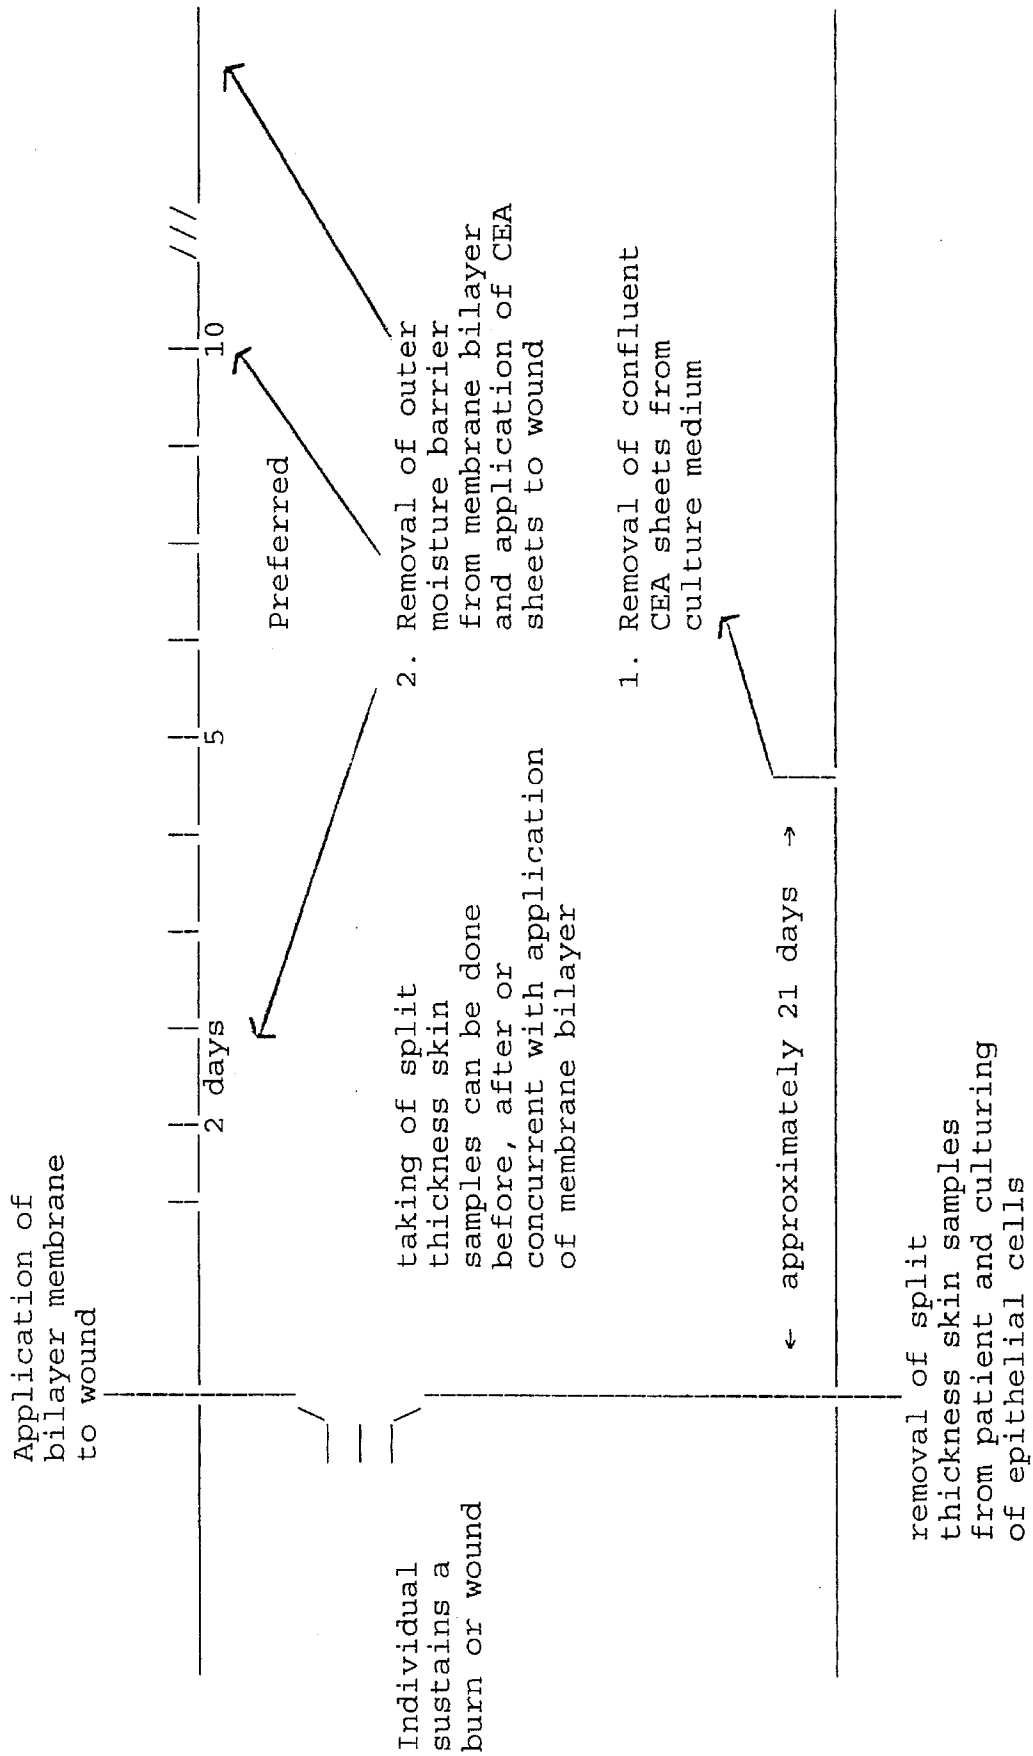 Application of
bilayer membrane
to wound
2 days
5
10
Preferred
Individual
sustains a
burn or wound
taking of split
thickness skin
samples can be done
before, after or
concurrent with application
of membrane bilayer
2. Removal of outer
moisture barrier
from membrane bilayer
and application of CEA
sheets to wound
1. Removal of confluent
CEA sheets from
culture medium
← approximately 21 days →
removal of split
thickness skin samples
from patient and culturing
of epithelial cells